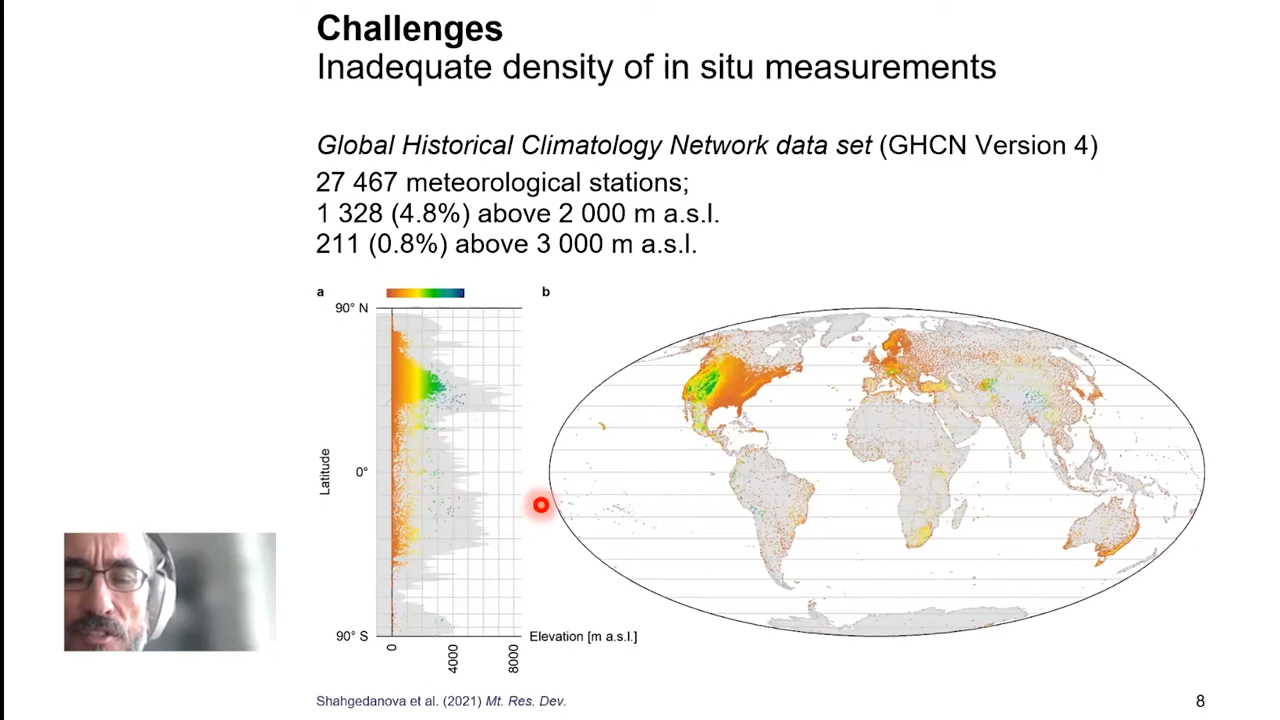 Challenges
Inadequate density of in situ measurements
Global Historical Climatology Network data set (GHCN Version 4)
27 467 meteorological stations;
1 328 (4.8%) above 2 000 m a.s.l.
211 (0.8%) above 3 000 m a.s.l.
a
b
90° N
Latitude
0°
90° S
Elevation [m a.s.l.]
0
4000
8000
Shahgedanova et al. (2021) Mt. Res. Dev.
8